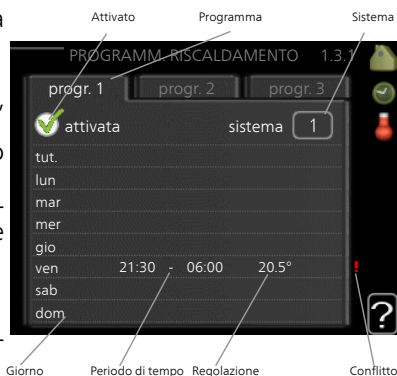 Attivato Programma Sistema
PROGRAMM. RISCALDAMENTO 1.3.1
progr. 1 progr. 2 progr. 3
attivata sistema 1
tut.
lun
mar
mer
gio
ven 21:30 - 06:00 20.5° !
sab
dom
?
Giorno Periodo di tempo Regolazione Conflitto